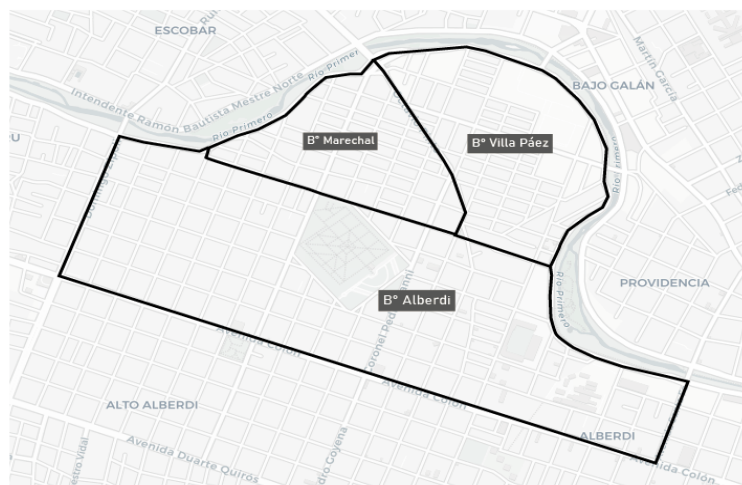 ESCOBAR
Martín García
Río Primer
BAJO GALÁN
Intendente Ramón Bautista Mestre Norte
Río Primero
B° Marechal
B° Villa Páez
PROVIDENCIA
Río Primero
B° Alberdi
Avenida Colón
Avenida Colón
ALTO ALBERDI
ALBERDI
Avenida Duarte Quirós
Avenida Colón